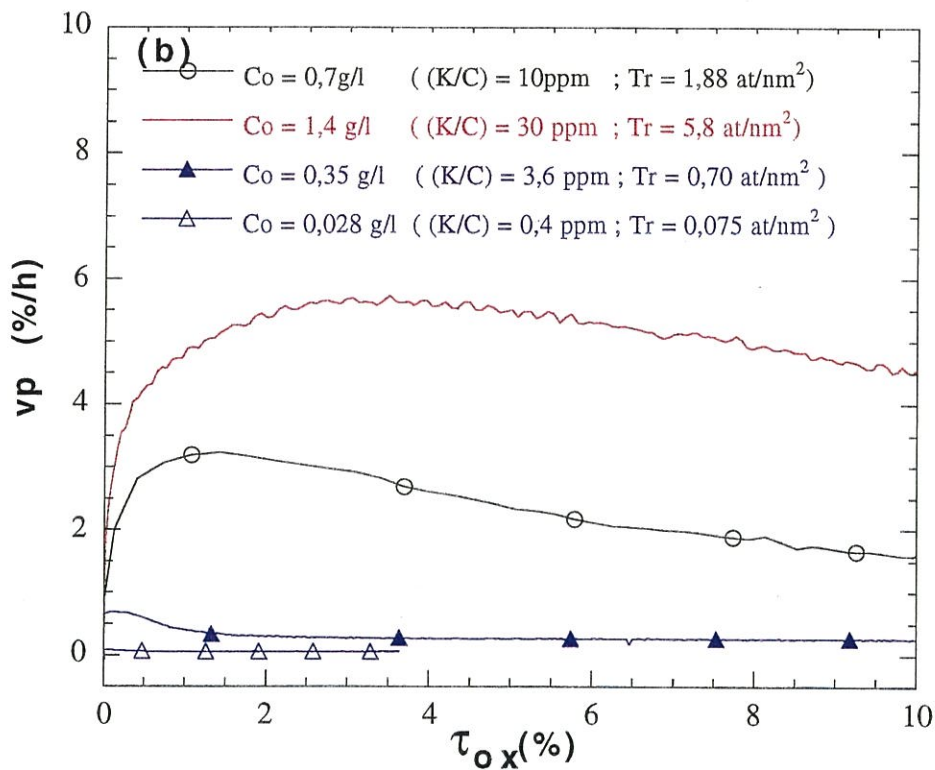 (b)
Co = 0,7g/l ( (K/C) = 10ppm ; Tr = 1,88 at/nm²)
Co = 1,4 g/l ( (K/C) = 30 ppm ; Tr = 5,8 at/nm²)
Co = 0,35 g/l ( (K/C) = 3,6 ppm ; Tr = 0,70 at/nm²)
Co = 0,028 g/l ( (K/C) = 0,4 ppm ; Tr = 0,075 at/nm²)
vp (%/h)
10
8
6
4
2
0
0 2 4 6 8 10
τox(%)